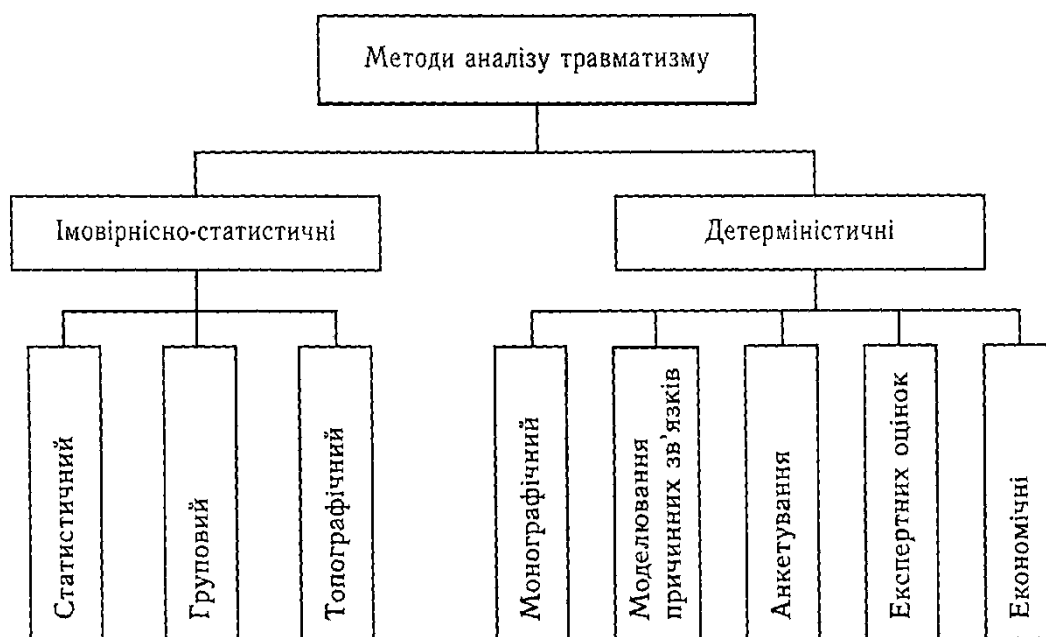 Методи аналізу травматизму
Імовірнісно-статистичні
Детерміністичні
Статистичний
Груповий
Топографічний
Монографічний
Моделювання
причинних зв'язків
Анкетування
Експертних оцінок
Економічні